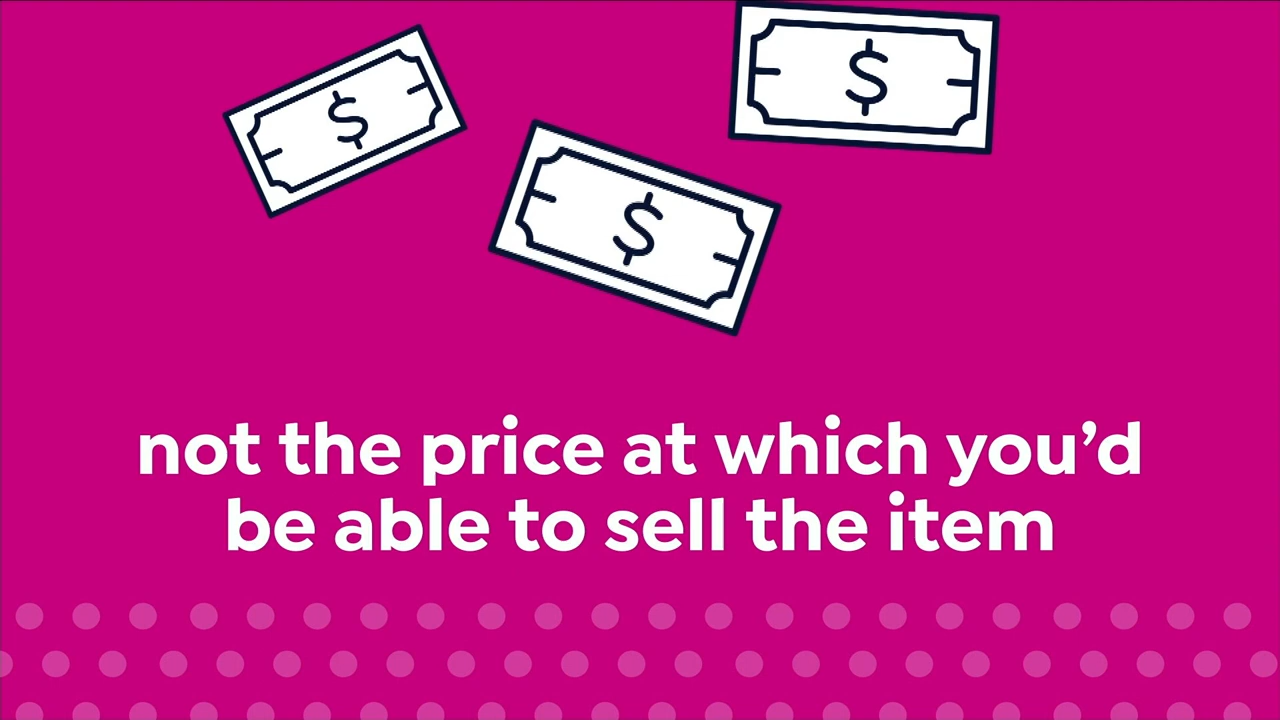 $
$
$
not the price at which you’d
be able to sell the item